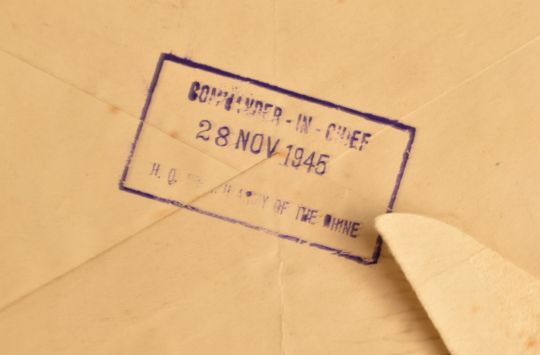 COMMANDER-IN-CHIEF
28 NOV 1945
H. Q. ARMY OF THE RHINE